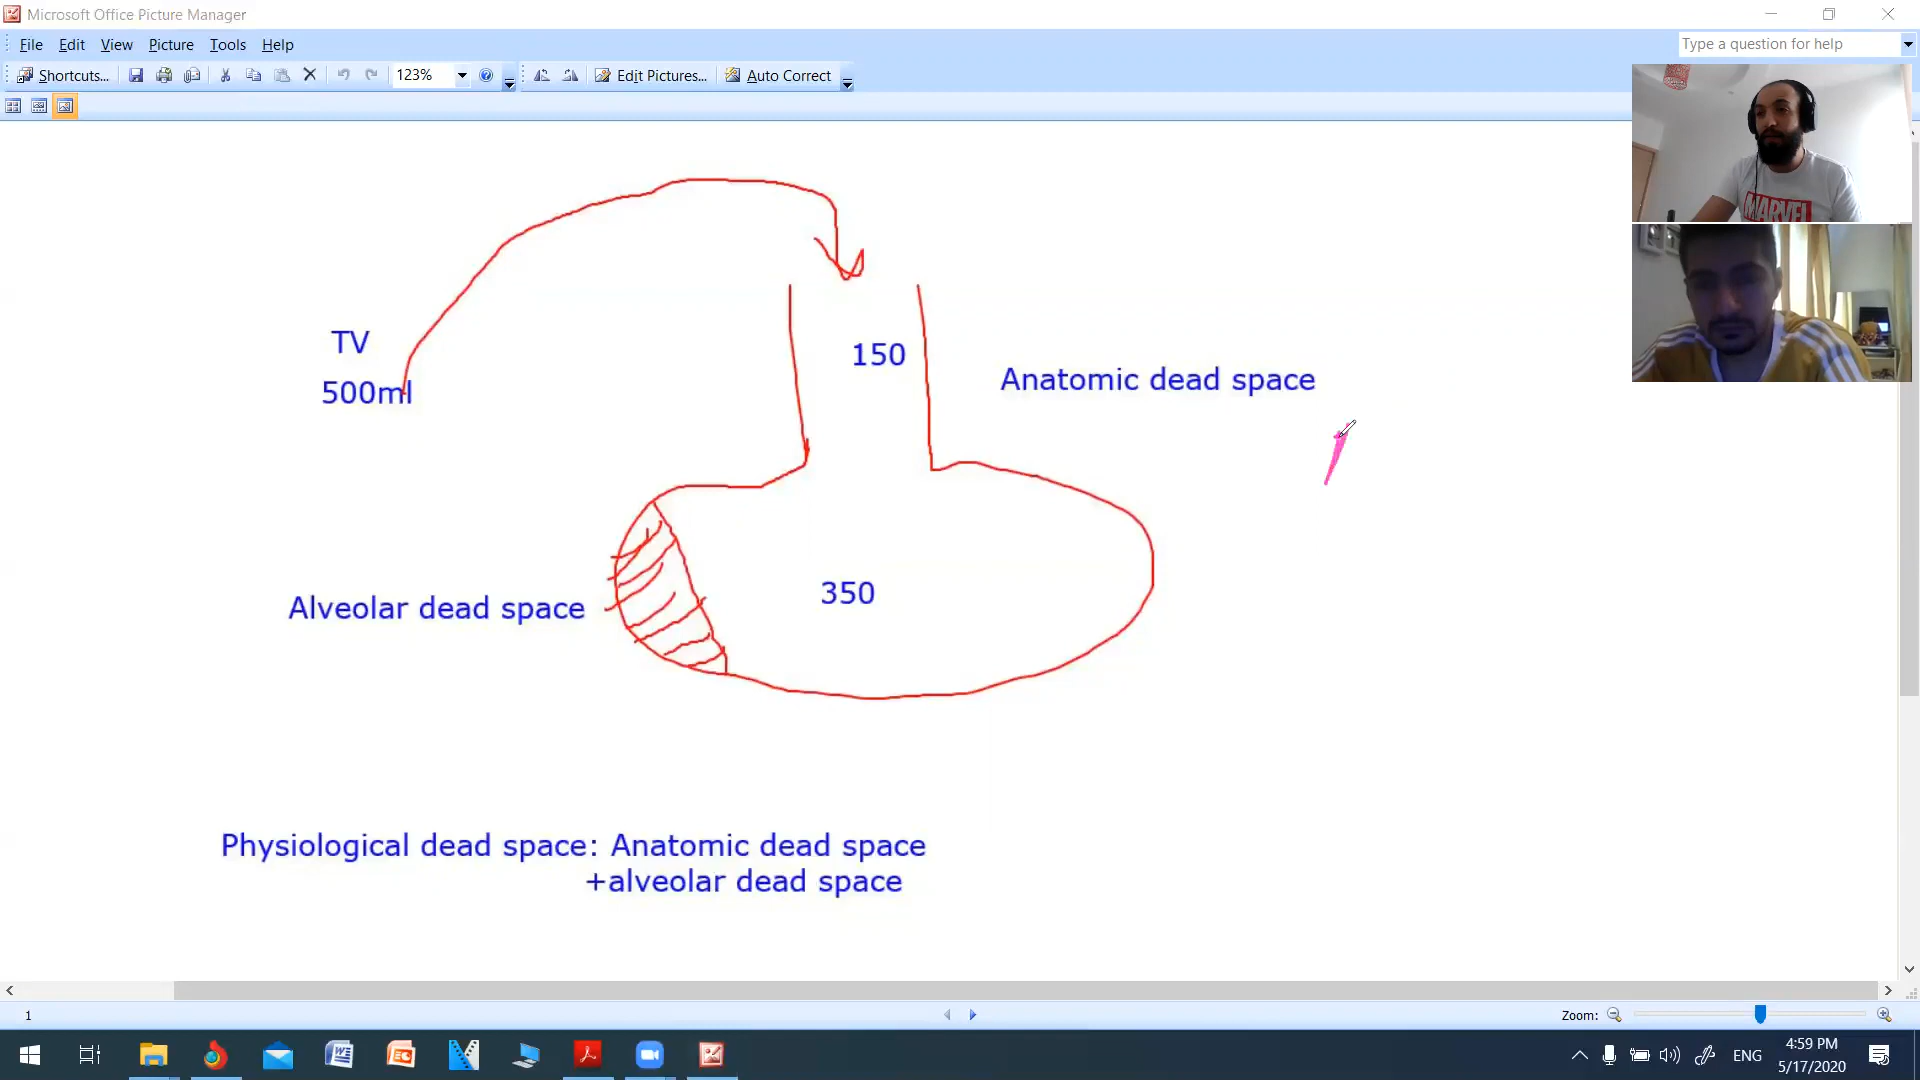 Microsoft Office Picture Manager
File Edit View Picture Tools Help
Type a question for help
Shortcuts... 123% Edit Pictures... Auto Correct
MARVEL
TV
500ml
150
Anatomic dead space
350
Alveolar dead space
Physiological dead space: Anatomic dead space
+alveolar dead space
1
Zoom:
ENG
4:59 PM
5/17/2020